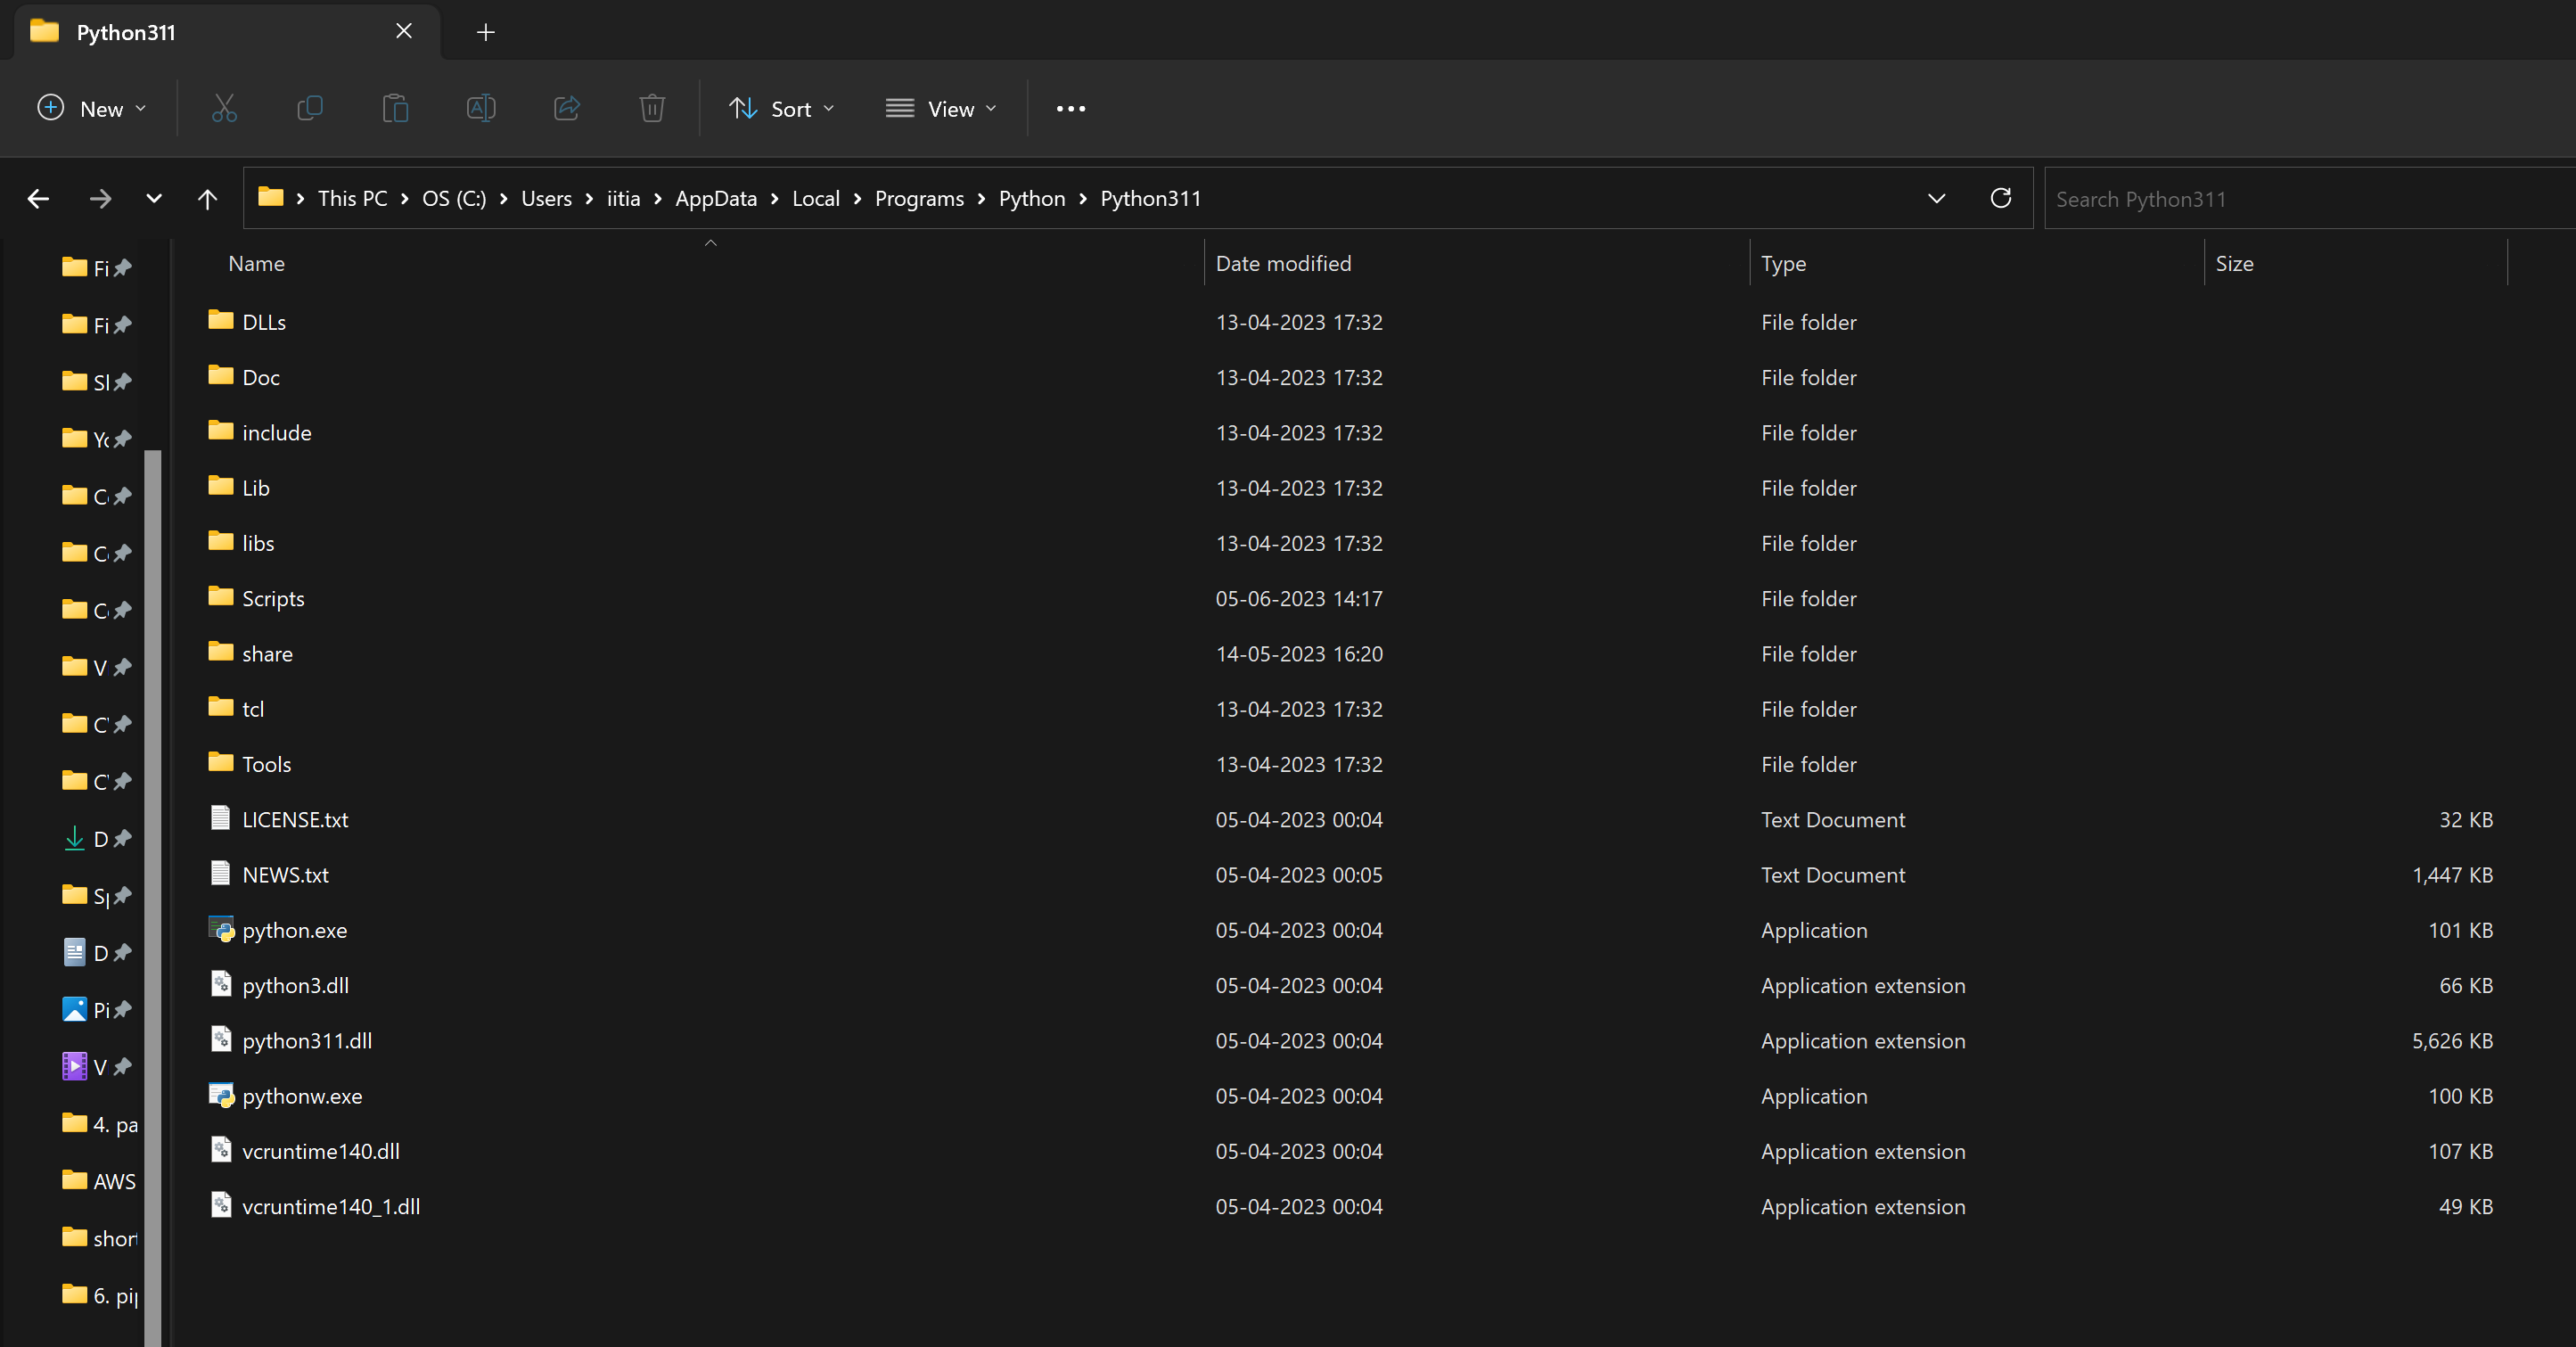 Python311
New
Sort
View
This PC > OS (C:) > Users > iitia > AppData > Local > Programs > Python > Python311
Search Python311
Name Date modified Type Size
DLLs 13-04-2023 17:32 File folder
Doc 13-04-2023 17:32 File folder
include 13-04-2023 17:32 File folder
Lib 13-04-2023 17:32 File folder
libs 13-04-2023 17:32 File folder
Scripts 05-06-2023 14:17 File folder
share 14-05-2023 16:20 File folder
tcl 13-04-2023 17:32 File folder
Tools 13-04-2023 17:32 File folder
LICENSE.txt 05-04-2023 00:04 Text Document 32 KB
NEWS.txt 05-04-2023 00:05 Text Document 1,447 KB
python.exe 05-04-2023 00:04 Application 101 KB
python3.dll 05-04-2023 00:04 Application extension 66 KB
python311.dll 05-04-2023 00:04 Application extension 5,626 KB
pythonw.exe 05-04-2023 00:04 Application 100 KB
vcruntime140.dll 05-04-2023 00:04 Application extension 107 KB
vcruntime140_1.dll 05-04-2023 00:04 Application extension 49 KB
Fi
Fi
V
D
D
Pi
V
4. pa
AWS
short
6. pip